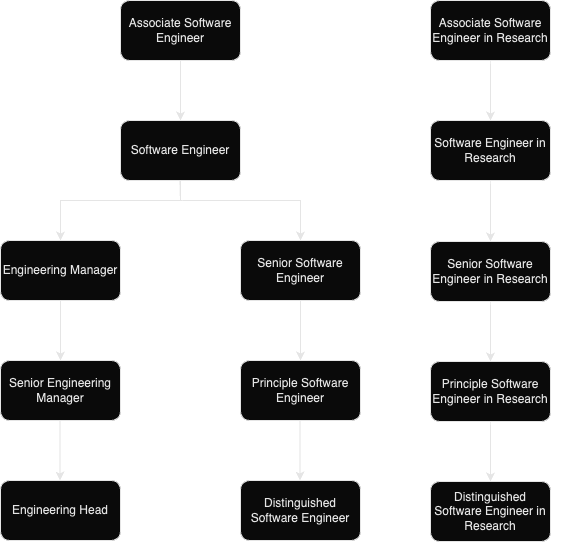 Associate Software
Engineer
Associate Software
Engineer in Research
Software Engineer
Software Engineer in
Research
Engineering Manager
Senior Software
Engineer
Senior Software
Engineer in Research
Senior Engineering
Manager
Principle Software
Engineer
Principle Software
Engineer in Research
Engineering Head
Distinguished
Software Engineer
Distinguished
Software Engineer in
Research